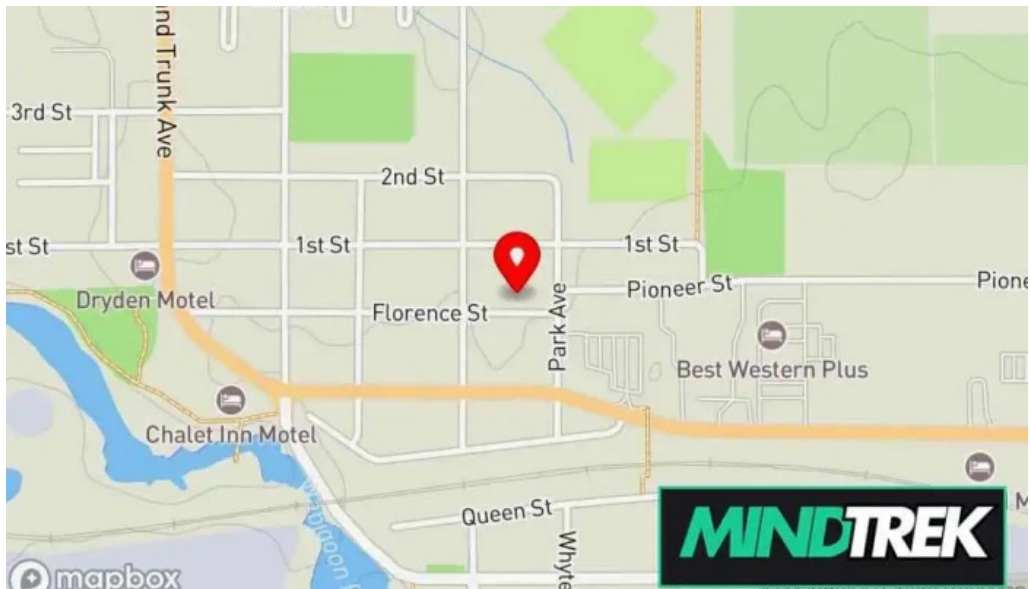 nd Trunk Ave
3rd St
2nd St
st St
1st St
1st St
Dryden Motel
Pioneer St
Pione
Florence St
Park Ave
Best Western Plus
Chalet Inn Motel
Queen St
Whyte
M
MINDTREK
mapbox